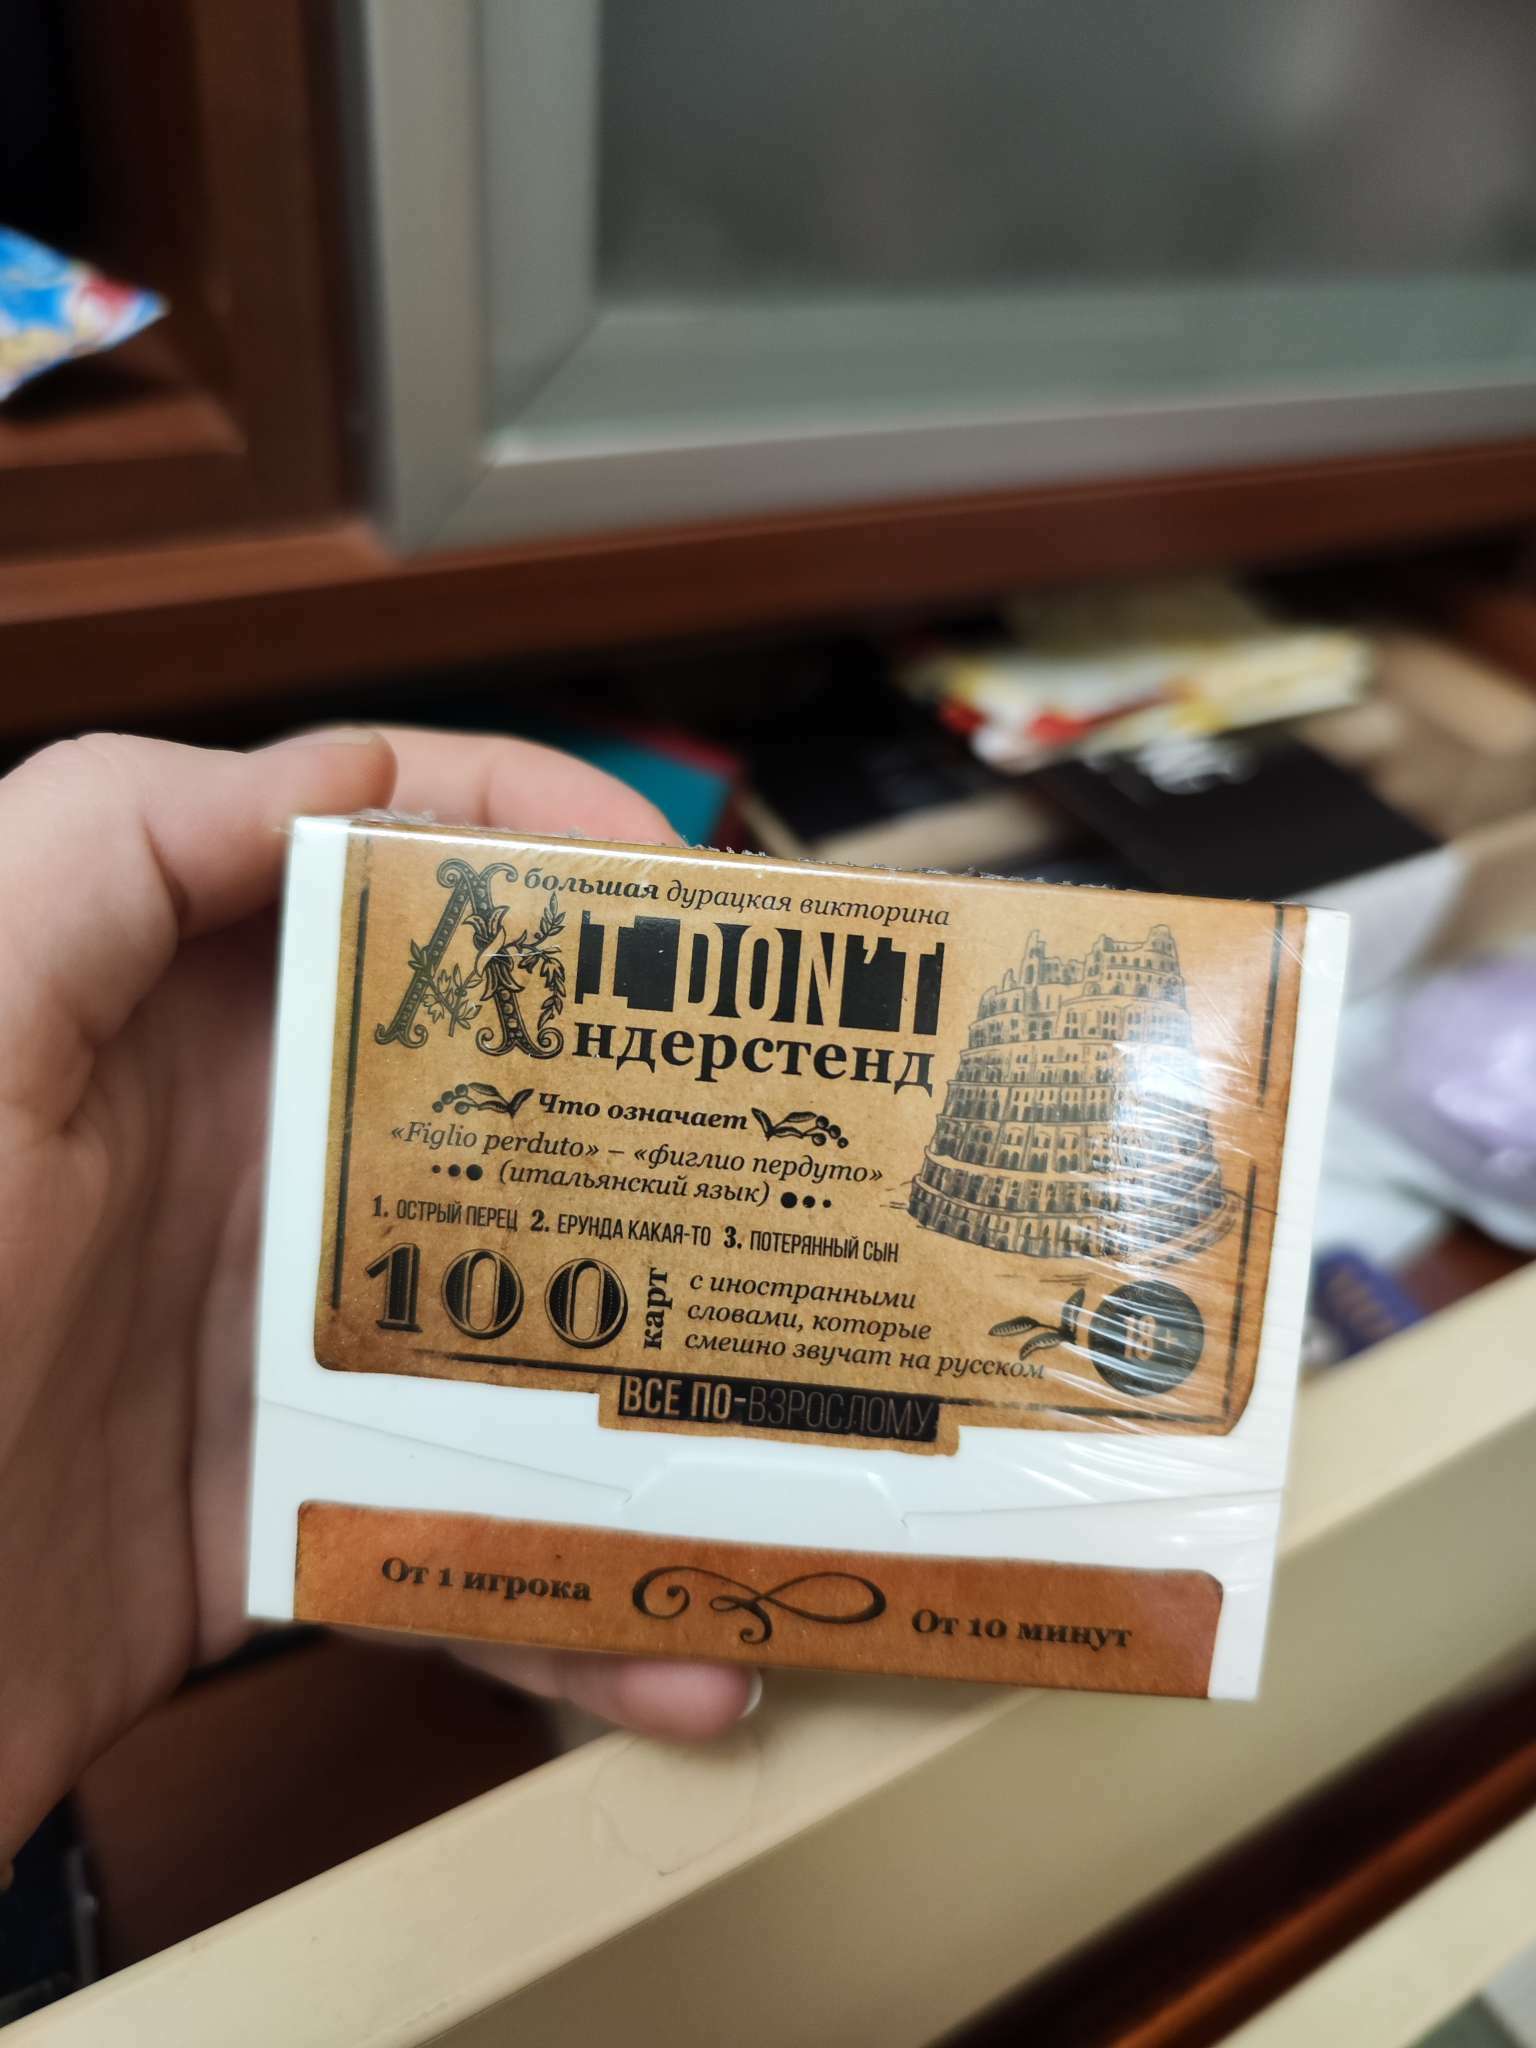 большая дурацкая викторина
I DON'T
Андерстенд
Что означает
«Figlio perduto» – «фиглио пердуто»
(итальянский язык)
1. ОСТРЫЙ ПЕРЕЦ 2. ЕРУНДА КАКАЯ-ТО 3. ПОТЕРЯННЫЙ СЫН
100 карт
с иностранными
словами, которые
смешно звучат на русском
18+
ВСЕ ПО-ВЗРОСЛОМУ
От 1 игрока
От 10 минут